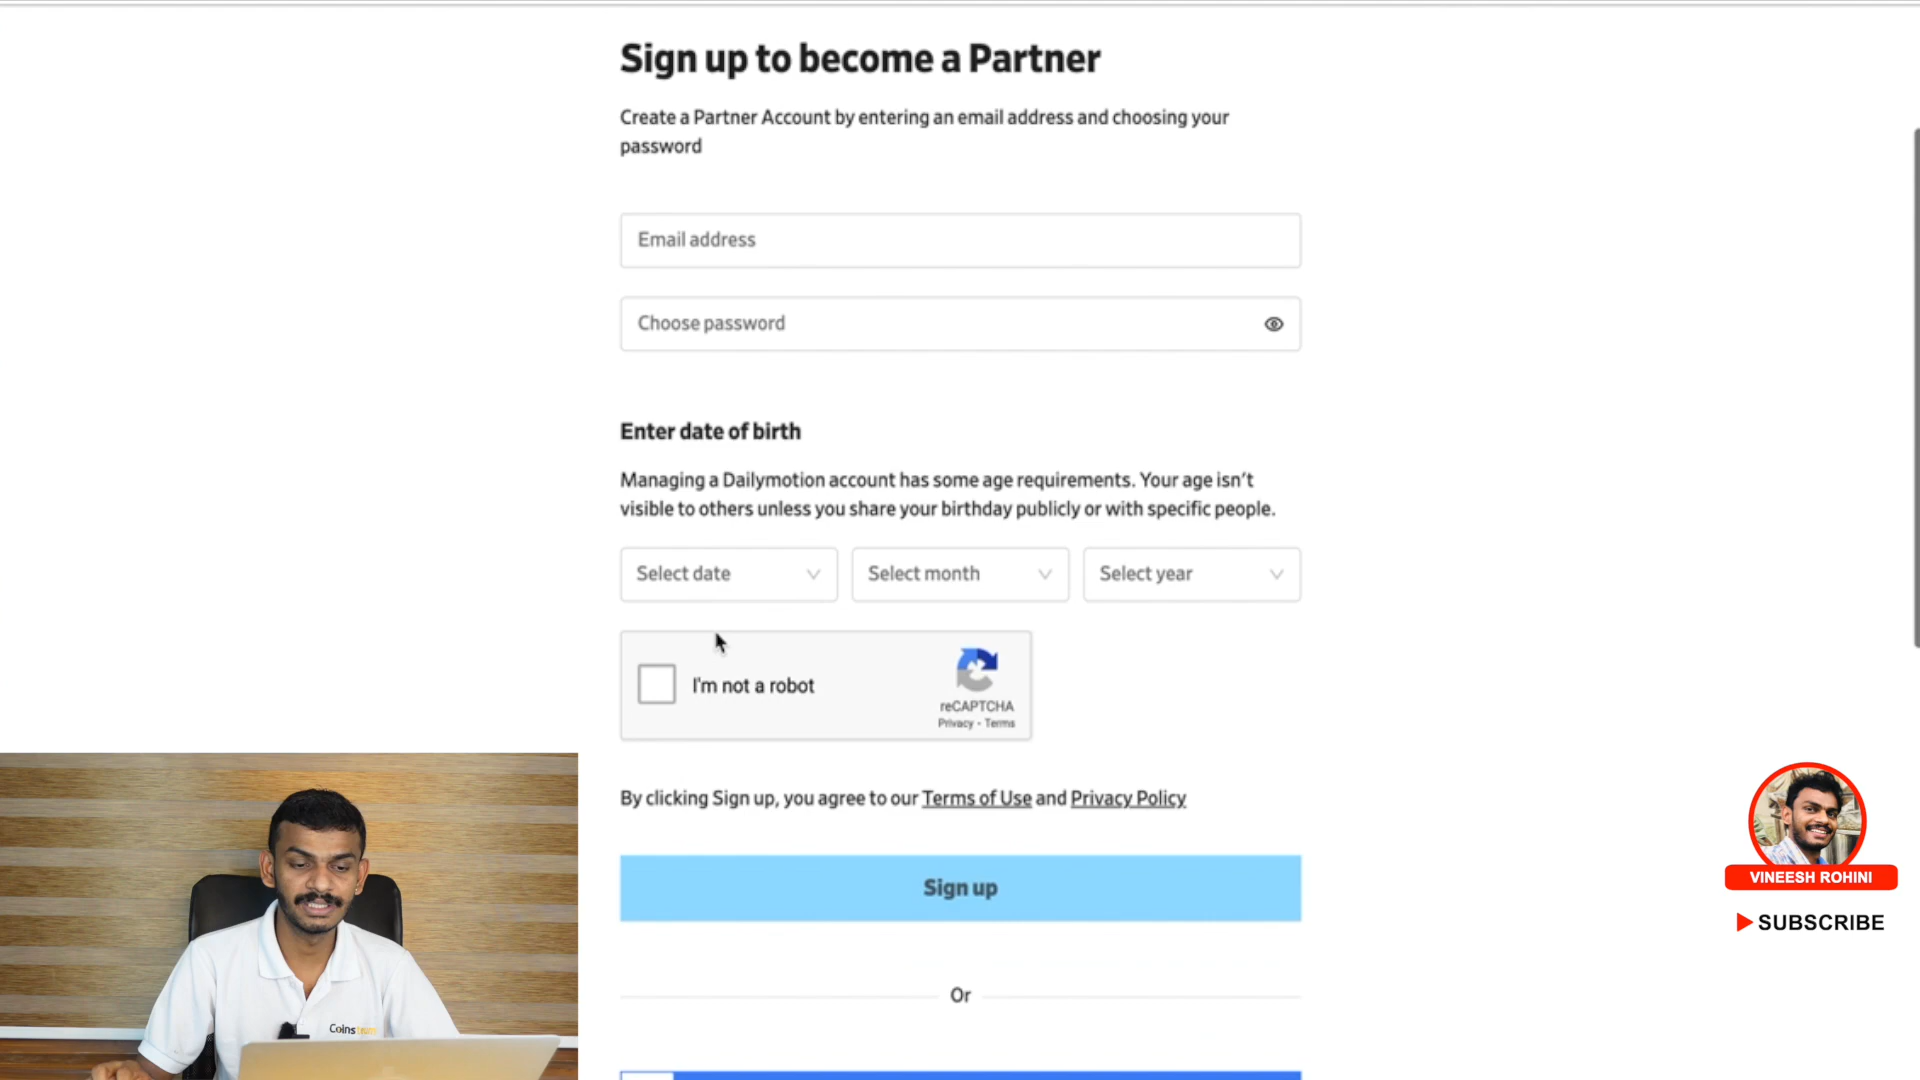 Sign up to become a Partner
Create a Partner Account by entering an email address and choosing your
password
Email address
Choose password
Enter date of birth
Managing a Dailymotion account has some age requirements. Your age isn't
visible to others unless you share your birthday publicly or with specific people.
Select date
Select month
Select year
I'm not a robot
reCAPTCHA
Privacy - Terms
By clicking Sign up, you agree to our Terms of Use and Privacy Policy
Sign up
Or
VINEESH ROHINI
SUBSCRIBE